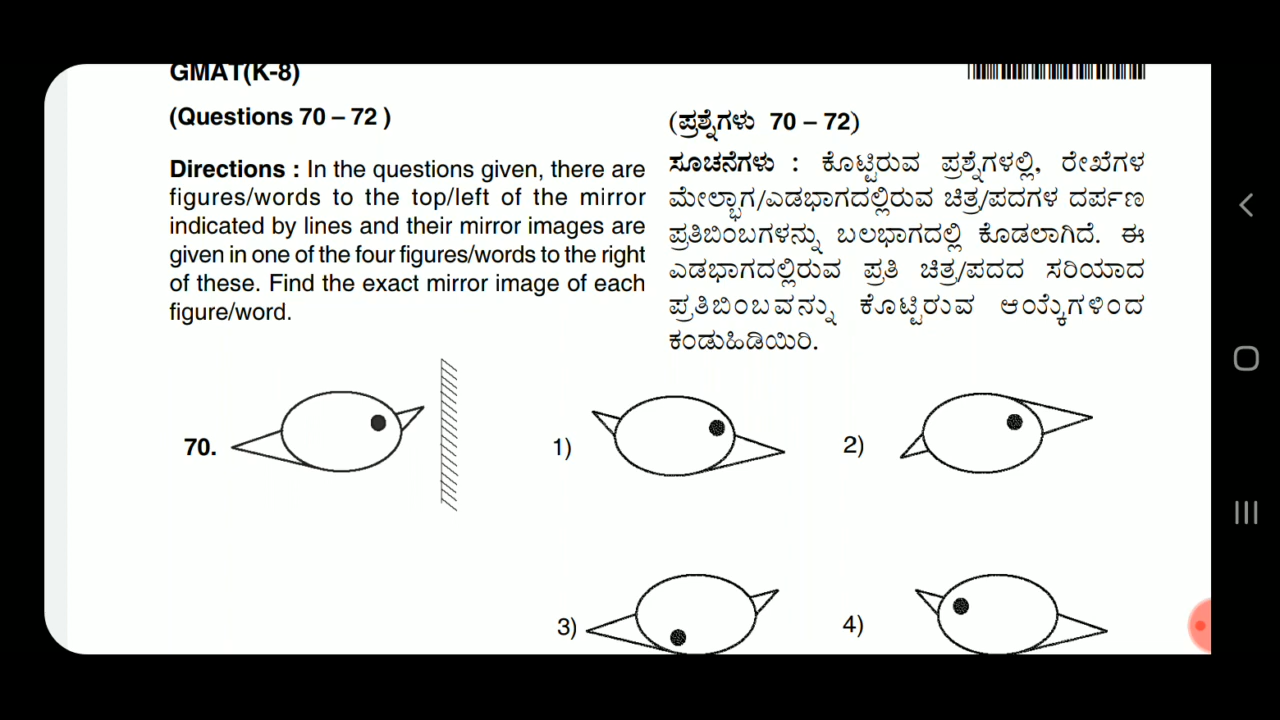 GMAT(K-8)
(Questions 70 – 72 )
Directions : In the questions given, there are
figures/words to the top/left of the mirror
indicated by lines and their mirror images are
given in one of the four figures/words to the right
of these. Find the exact mirror image of each
figure/word.
(ಪ್ರಶ್ನೆಗಳು 70 – 72)
ಸೂಚನೆಗಳು : ಕೊಟ್ಟಿರುವ ಪ್ರಶ್ನೆಗಳಲ್ಲಿ, ರೇಖೆಗಳ
ಮೇಲ್ಭಾಗ/ಎಡಭಾಗದಲ್ಲಿರುವ ಚಿತ್ರ/ಪದಗಳ ದರ್ಪಣ
ಪ್ರತಿಬಿಂಬಗಳನ್ನು ಬಲಭಾಗದಲ್ಲಿ ಕೊಡಲಾಗಿದೆ. ಈ
ಎಡಭಾಗದಲ್ಲಿರುವ ಪ್ರತಿ ಚಿತ್ರ/ಪದದ ಸರಿಯಾದ
ಪ್ರತಿಬಿಂಬವನ್ನು ಕೊಟ್ಟಿರುವ ಆಯ್ಕೆಗಳಿಂದ
ಕಂಡುಹಿಡಿಯಿರಿ.
70. 1) 2)
3) 4)